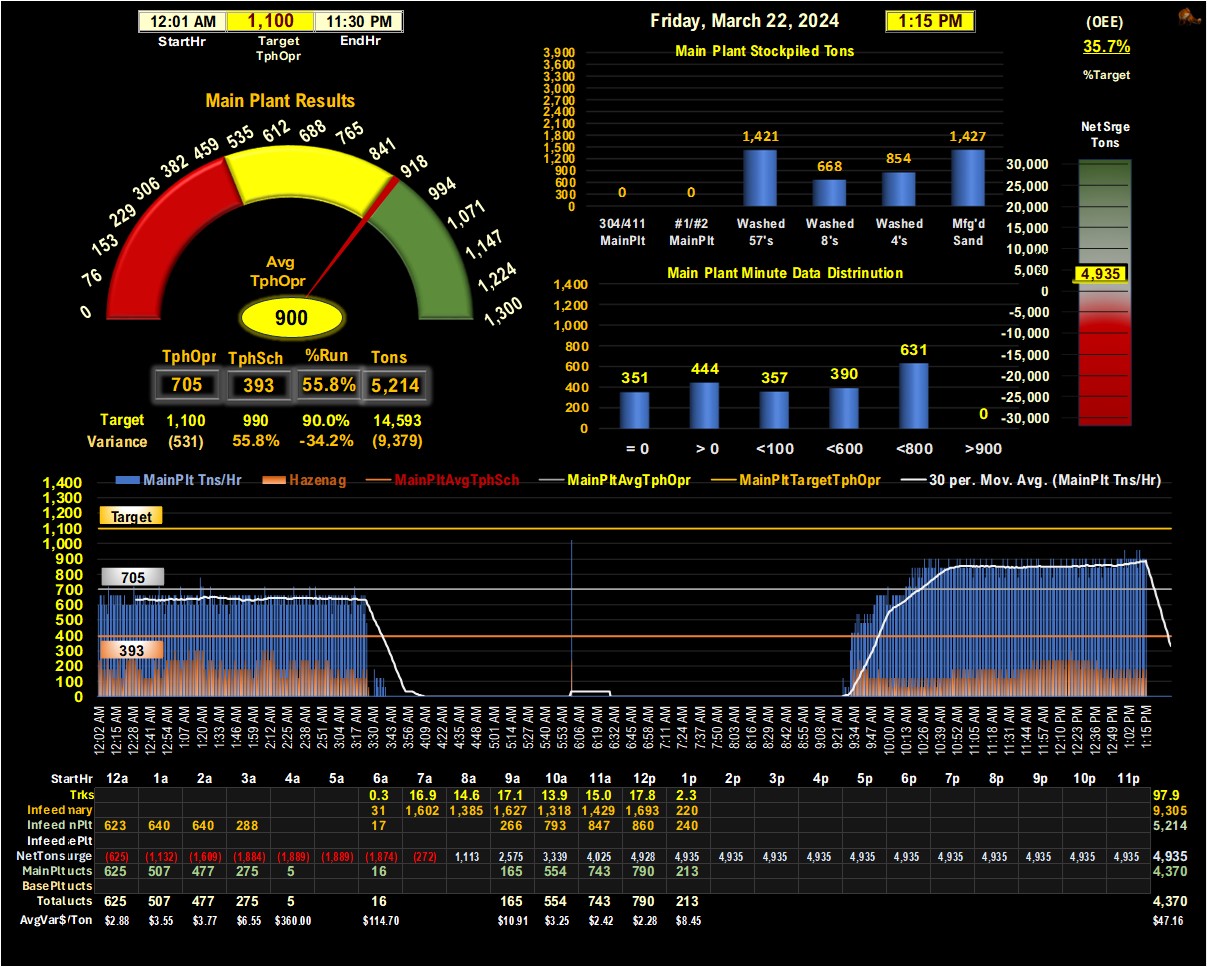 12:01 AM 1,100 11:30 PM
StartHr Target EndHr
TphOpr
Friday, March 22, 2024 1:15 PM
(OEE)
35.7%
%Target
Main Plant Results
0 76 153 229 306 382 459 535 612 688 765 841 918 994 1,071 1,147 1,224 1,300
Avg
TphOpr
900
TphOpr TphSch %Run Tons
705 393 55.8% 5,214
Target 1,100 990 90.0% 14,593
Variance (531) 55.8% -34.2% (9,379)
Main Plant Stockpiled Tons
3,900
3,600
3,300
3,000
2,700
2,400
2,100
1,800
1,500
1,200
900
600
300
0
0 0 1,421 668 854 1,427
304/411 #1/#2 Washed Washed Washed Mfg'd
MainPlt MainPlt 57's 8's 4's Sand
Main Plant Minute Data Distrinution
1,400
1,200
1,000
800
600
400
200
0
351 444 357 390 631 0
= 0 > 0 <100 <600 <800 >900
Net Srge
Tons
30,000
25,000
20,000
15,000
10,000
5,000
0
-5,000
-10,000
-15,000
-20,000
-25,000
-30,000
4,935
MainPlt Tns/Hr Hazenag MainPltAvgTphSch MainPltAvgTphOpr MainPltTargetTphOpr 30 per. Mov. Avg. (MainPlt Tns/Hr)
1,400
1,300
1,200
1,100
1,000
900
800
700
600
500
400
300
200
100
0
Target
705
393
12:02 AM 12:15 AM 12:28 AM 12:41 AM 12:54 AM 1:07 AM 1:20 AM 1:33 AM 1:46 AM 1:59 AM 2:12 AM 2:25 AM 2:38 AM 2:51 AM 3:04 AM 3:17 AM 3:30 AM 3:43 AM 3:56 AM 4:09 AM 4:22 AM 4:35 AM 4:48 AM 5:01 AM 5:14 AM 5:27 AM 5:40 AM 5:53 AM 6:06 AM 6:19 AM 6:32 AM 6:45 AM 6:58 AM 7:11 AM 7:24 AM 7:37 AM 7:50 AM 8:03 AM 8:16 AM 8:29 AM 8:42 AM 8:55 AM 9:08 AM 9:21 AM 9:34 AM 9:47 AM 10:00 AM 10:13 AM 10:26 AM 10:39 AM 10:52 AM 11:05 AM 11:18 AM 11:31 AM 11:44 AM 11:57 AM 12:10 PM 12:23 PM 12:36 PM 12:49 PM 1:02 PM 1:15 PM
StartHr 12a 1a 2a 3a 4a 5a 6a 7a 8a 9a 10a 11a 12p 1p 2p 3p 4p 5p 6p 7p 8p 9p 10p 11p
Trks 0.3 16.9 14.6 17.1 13.9 15.0 17.8 2.3 97.9
Infeed nary 31 1,602 1,385 1,627 1,318 1,429 1,693 220 9,305
Infeed nPlt 623 640 640 288 17 266 793 847 860 240 5,214
Infeed ePlt
NetTons urge (625) (1,132) (1,609) (1,884) (1,889) (1,889) (1,874) (272) 1,113 2,575 3,339 4,025 4,928 4,935 4,935 4,935 4,935 4,935 4,935 4,935 4,935 4,935 4,935 4,935 4,935
MainPlt ucts 625 507 477 275 5 16 165 554 743 790 213 4,370
BasePlt ucts
Total ucts 625 507 477 275 5 16 165 554 743 790 213 4,370
AvgVar$/Ton $2.88 $3.55 $3.77 $6.55 $360.00 $114.70 $10.91 $3.25 $2.42 $2.28 $8.45 $47.16